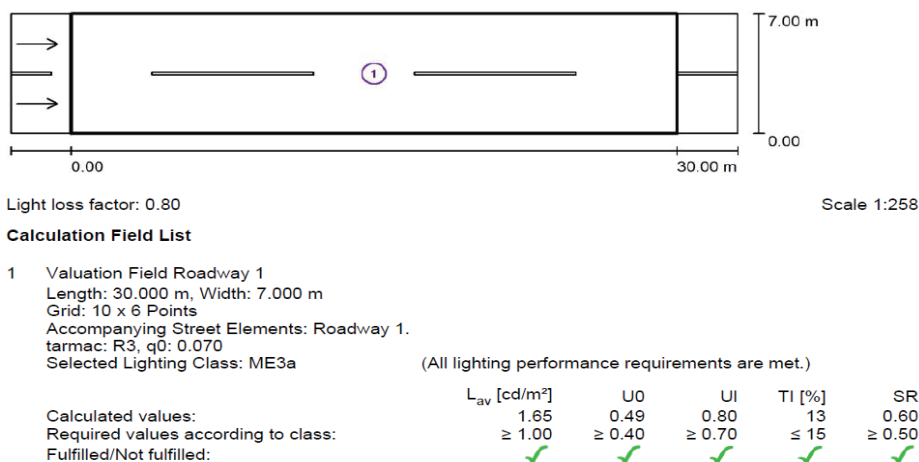 7.00 m
1
0.00
0.00 30.00 m
Light loss factor: 0.80 Scale 1:258
Calculation Field List
1 Valuation Field Roadway 1
Length: 30.000 m, Width: 7.000 m
Grid: 10 x 6 Points
Accompanying Street Elements: Roadway 1.
tarmac: R3, q0: 0.070
Selected Lighting Class: ME3a (All lighting performance requirements are met.)
Lav [cd/m²] U0 UI TI [%] SR
Calculated values: 1.65 0.49 0.80 13 0.60
Required values according to class: ≥ 1.00 ≥ 0.40 ≥ 0.70 ≤ 15 ≥ 0.50
Fulfilled/Not fulfilled: ✓ ✓ ✓ ✓ ✓